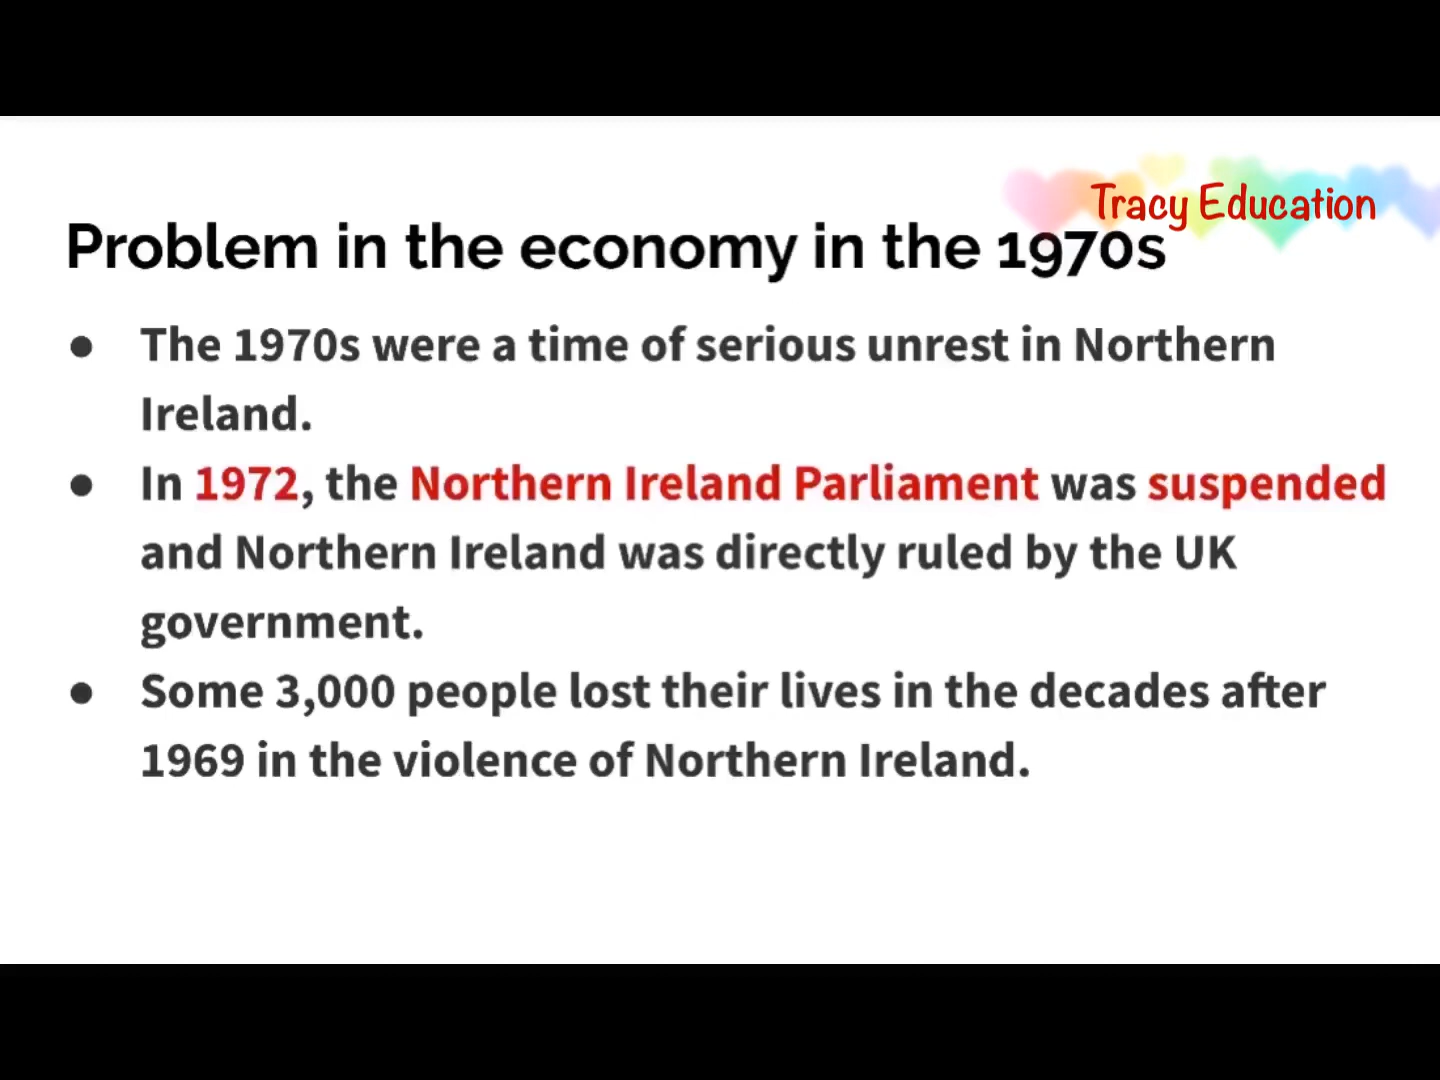 Tracy Education
Problem in the economy in the 1970s
● The 1970s were a time of serious unrest in Northern
Ireland.
● In 1972, the Northern Ireland Parliament was suspended
and Northern Ireland was directly ruled by the UK
government.
● Some 3,000 people lost their lives in the decades after
1969 in the violence of Northern Ireland.